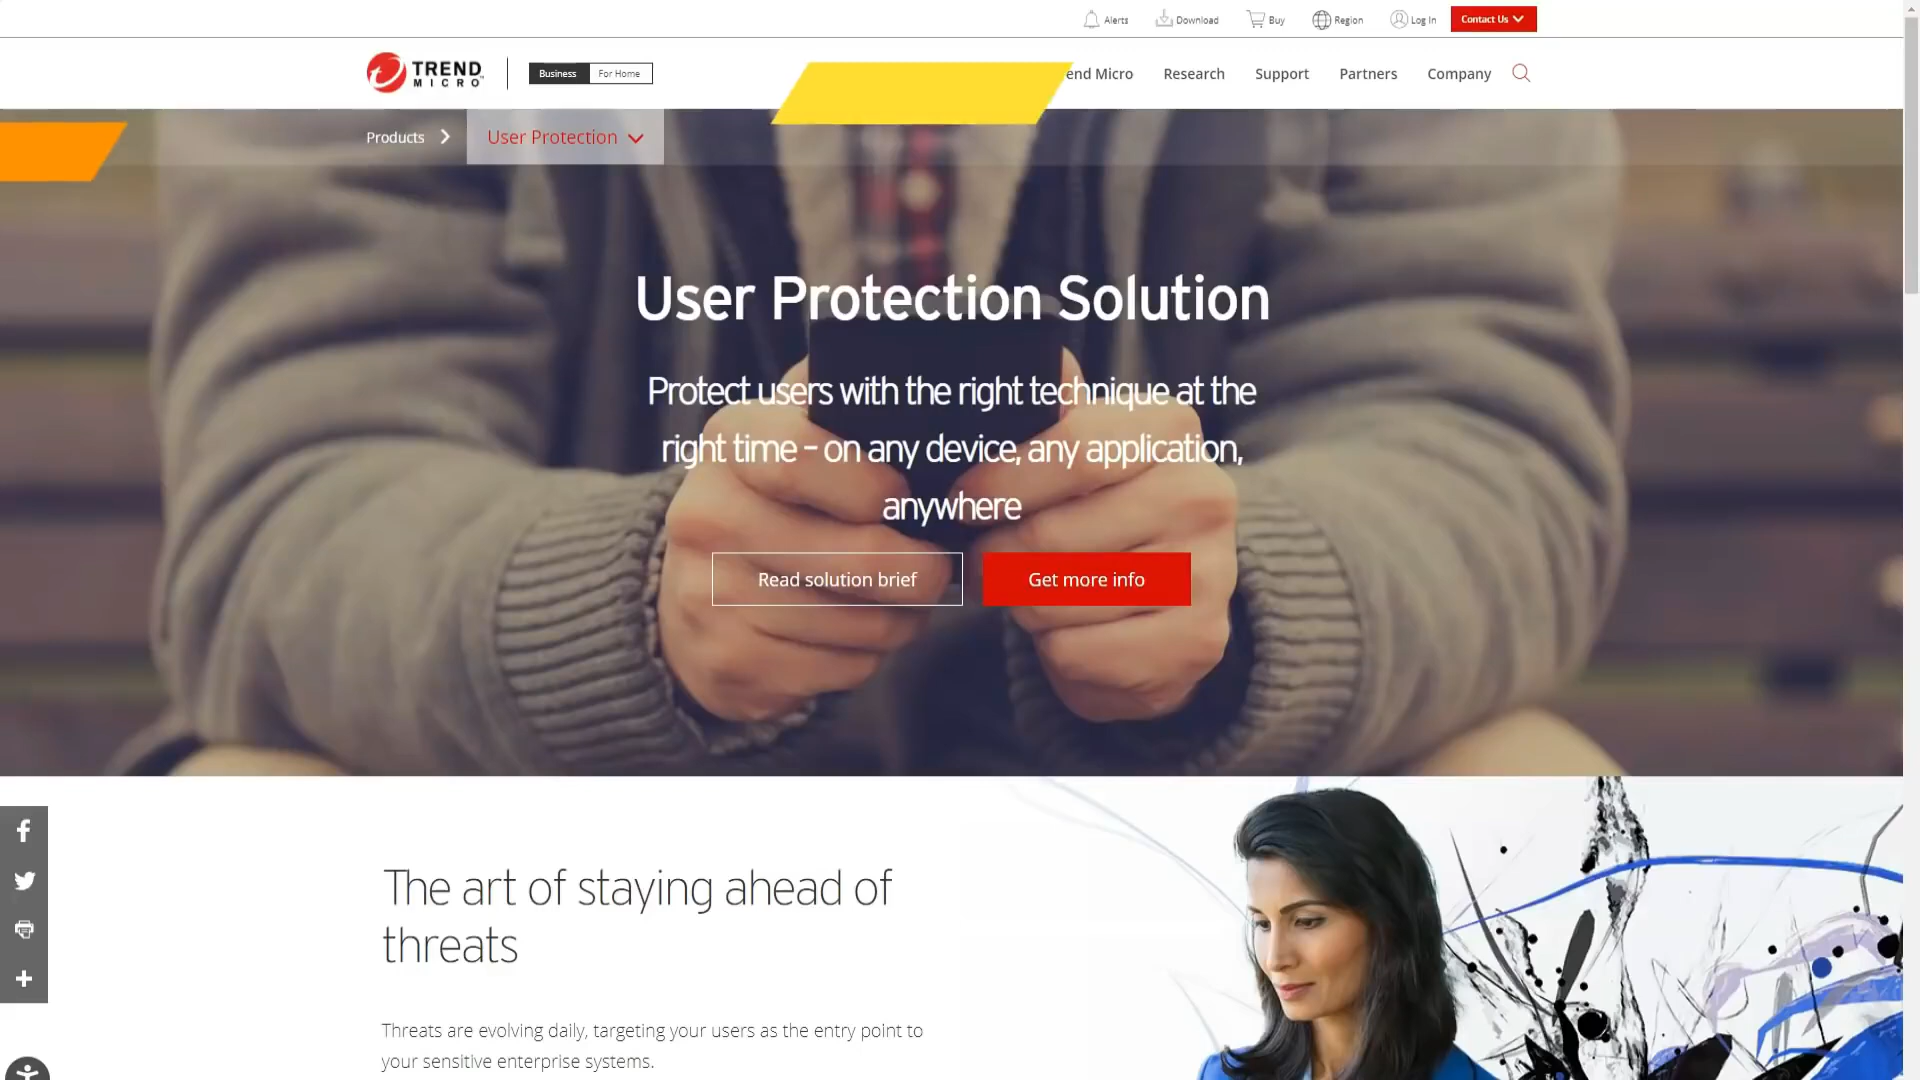 Alerts
Download
Buy
Region
Log In
Contact Us
TREND
MICRO
Business
For Home
end Micro
Research
Support
Partners
Company
Products
User Protection
User Protection Solution
Protect users with the right technique at the
right time – on any device, any application,
anywhere
Read solution brief
Get more info
The art of staying ahead of
threats
Threats are evolving daily, targeting your users as the entry point to
your sensitive enterprise systems.